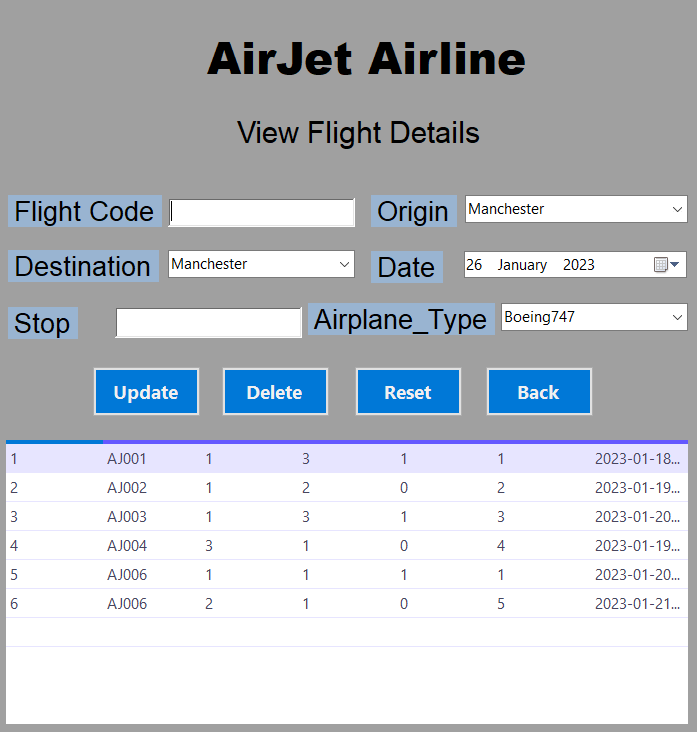 AirJet Airline
View Flight Details
Flight Code Origin Manchester
Destination Manchester Date 26 January 2023
Stop Airplane_Type Boeing747
Update Delete Reset Back
1 AJ001 1 3 1 1 2023-01-18...
2 AJ002 1 2 0 2 2023-01-19...
3 AJ003 1 3 1 3 2023-01-20...
4 AJ004 3 1 0 4 2023-01-19...
5 AJ006 1 1 1 1 2023-01-20...
6 AJ006 2 1 0 5 2023-01-21...